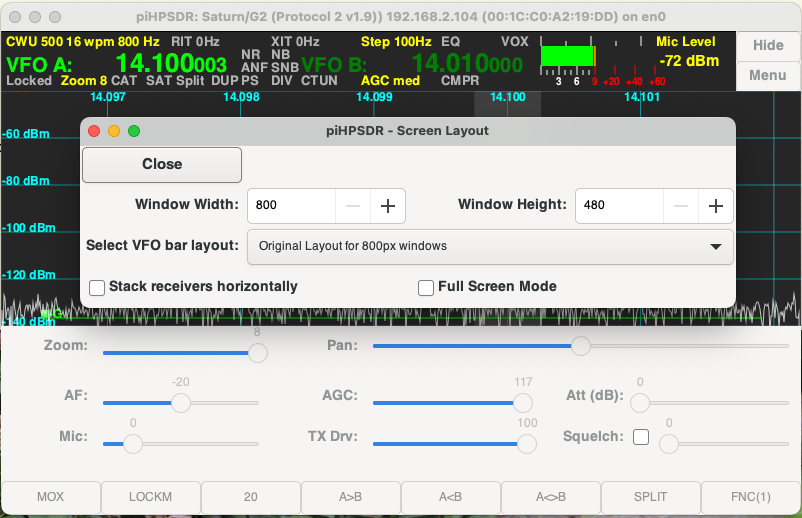 piHPSDR: Saturn/G2 (Protocol 2 v1.9)) 192.168.2.104 (00:1C:C0:A2:19:DD) on en0
CWU 500 16 wpm 800 Hz RIT 0Hz XIT 0Hz Step 100Hz EQ VOX Mic Level Hide
VFO A: 14.100003 NR NB VFO B: 14.010000 -72 dBm
ANF SNB
Locked Zoom 8 CAT SAT Split DUP PS DIV CTUN AGC med CMPR 3 6 9 +20 +40 +60 Menu
14.097 14.098 14.099 14.100 14.101
-60 dBm
-80 dBm
-100 dBm
-120 dBm
-140 dBm
piHPSDR - Screen Layout
Close
Window Width: 800 − + Window Height: 480 − +
Select VFO bar layout: Original Layout for 800px windows
Stack receivers horizontally Full Screen Mode
Zoom: 8 Pan:
AF: -20 AGC: 117 Att (dB): 0
Mic: 0 TX Drv: 100 Squelch: 0
MOX LOCKM 20 A>B A<B A<>B SPLIT FNC(1)